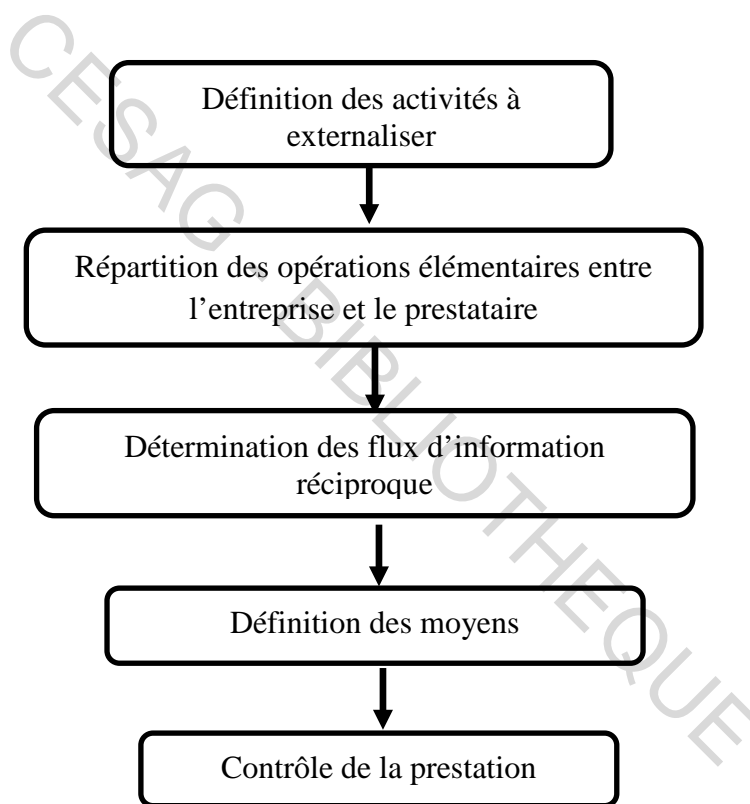 Définition des activités à
externaliser
Répartition des opérations élémentaires entre
l’entreprise et le prestataire
Détermination des flux d’information
réciproque
Définition des moyens
Contrôle de la prestation
CESAG - BIBLIOTHEQUE